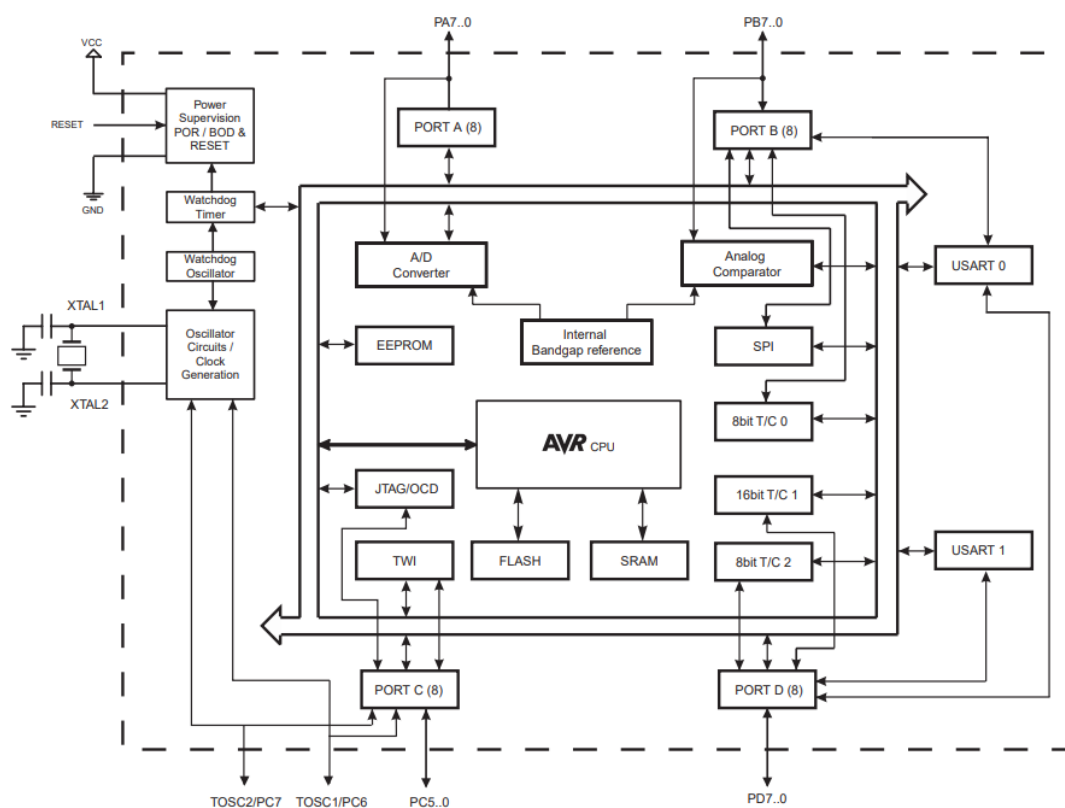 PA7..0
PB7..0
VCC
Power
Supervision
POR / BOD &
RESET
RESET
PORT A (8)
PORT B (8)
GND
Watchdog
Timer
Watchdog
Oscillator
A/D
Converter
Analog
Comparator
USART 0
XTAL1
Oscillator
Circuits /
Clock
Generation
XTAL2
EEPROM
Internal
Bandgap reference
SPI
8bit T/C 0
AVR CPU
JTAG/OCD
16bit T/C 1
TWI
FLASH
SRAM
8bit T/C 2
USART 1
PORT C (8)
PORT D (8)
TOSC2/PC7
TOSC1/PC6
PC5..0
PD7..0